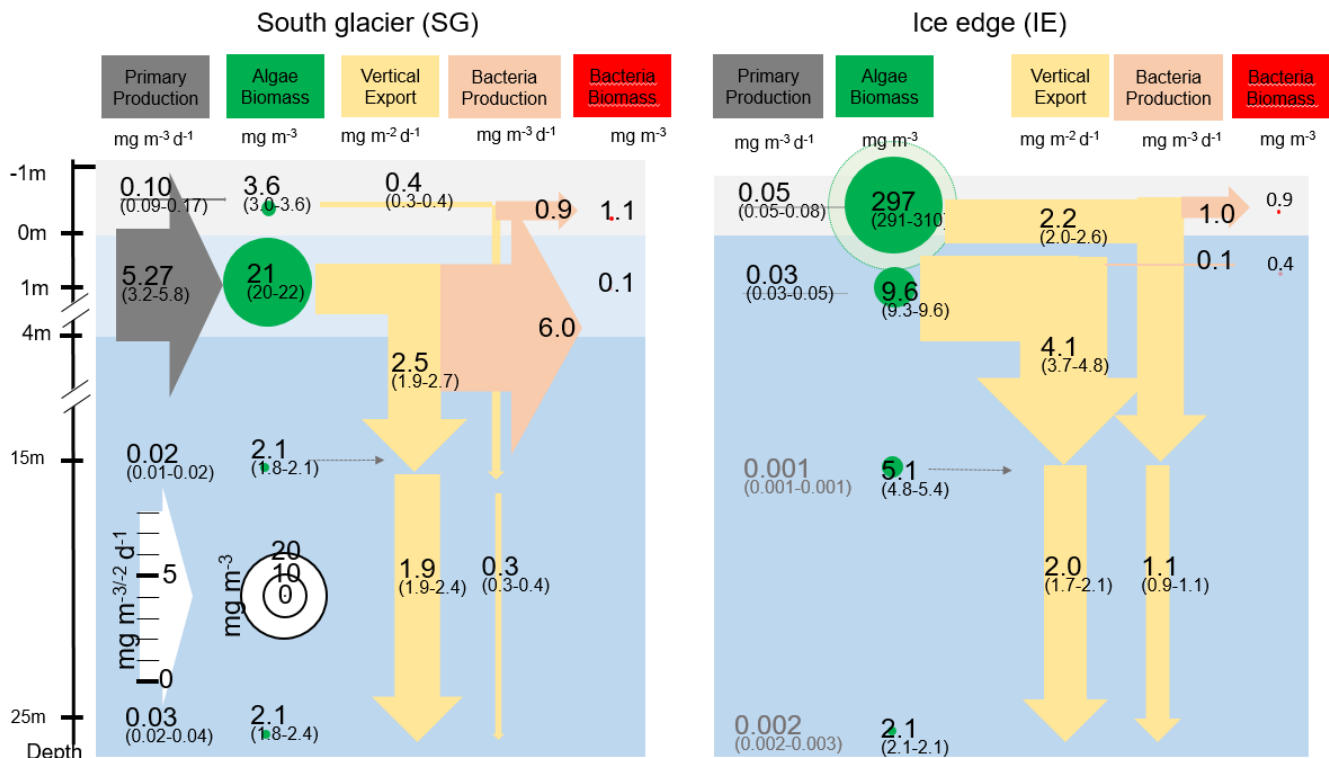 South glacier (SG)
Ice edge (IE)
Primary
Production
Algae
Biomass
Vertical
Export
Bacteria
Production
Bacteria
Biomass
Primary
Production
Algae
Biomass
Vertical
Export
Bacteria
Production
Bacteria
Biomass
mg m-3 d-1
mg m-3
mg m-2 d-1
mg m-3 d-1
mg m-3
mg m-3 d-1
mg m-3
mg m-2 d-1
mg m-3 d-1
mg m-3
-1m
0m
1m
4m
15m
25m
Depth
0.10
(0.09-0.17)
3.6
(3.0-3.6)
0.4
(0.3-0.4)
0.9
1.1
5.27
(3.2-5.8)
21
(20-22)
2.5
(1.9-2.7)
6.0
0.1
0.02
(0.01-0.02)
2.1
(1.8-2.1)
mg m-3/-2 d-1
5
0
mg m-3
20
10
0
1.9
(1.9-2.4)
0.3
(0.3-0.4)
0.03
(0.02-0.04)
2.1
(1.8-2.4)
0.05
(0.05-0.08)
297
(291-310)
2.2
(2.0-2.6)
1.0
0.9
0.03
(0.03-0.05)
9.6
(9.3-9.6)
4.1
(3.7-4.8)
0.1
0.4
0.001
(0.001-0.001)
5.1
(4.8-5.4)
2.0
(1.7-2.1)
1.1
(0.9-1.1)
0.002
(0.002-0.003)
2.1
(2.1-2.1)